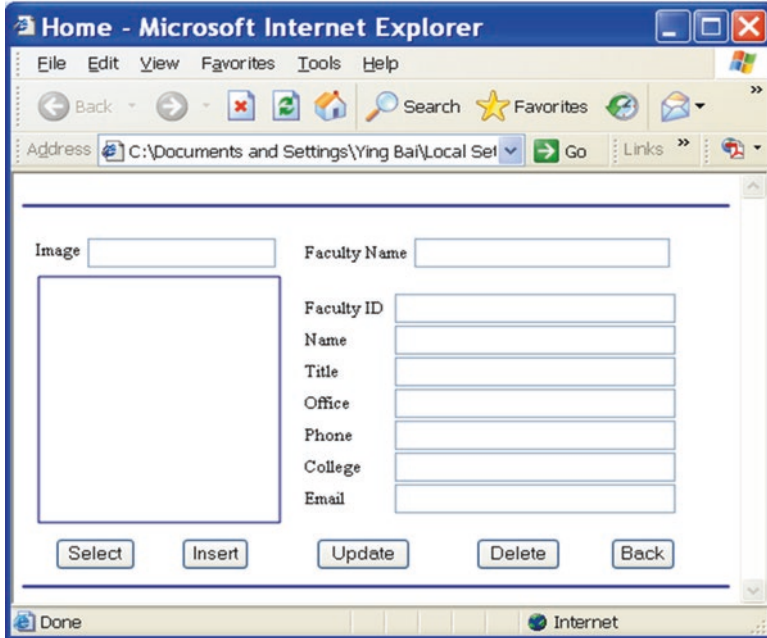 Home - Microsoft Internet Explorer
File Edit View Favorites Tools Help
Back Search Favorites »
Address C:\Documents and Settings\Ying Bai\Local Set Go Links »
Image Faculty Name
Faculty ID
Name
Title
Office
Phone
College
Email
Select Insert Update Delete Back
Done Internet